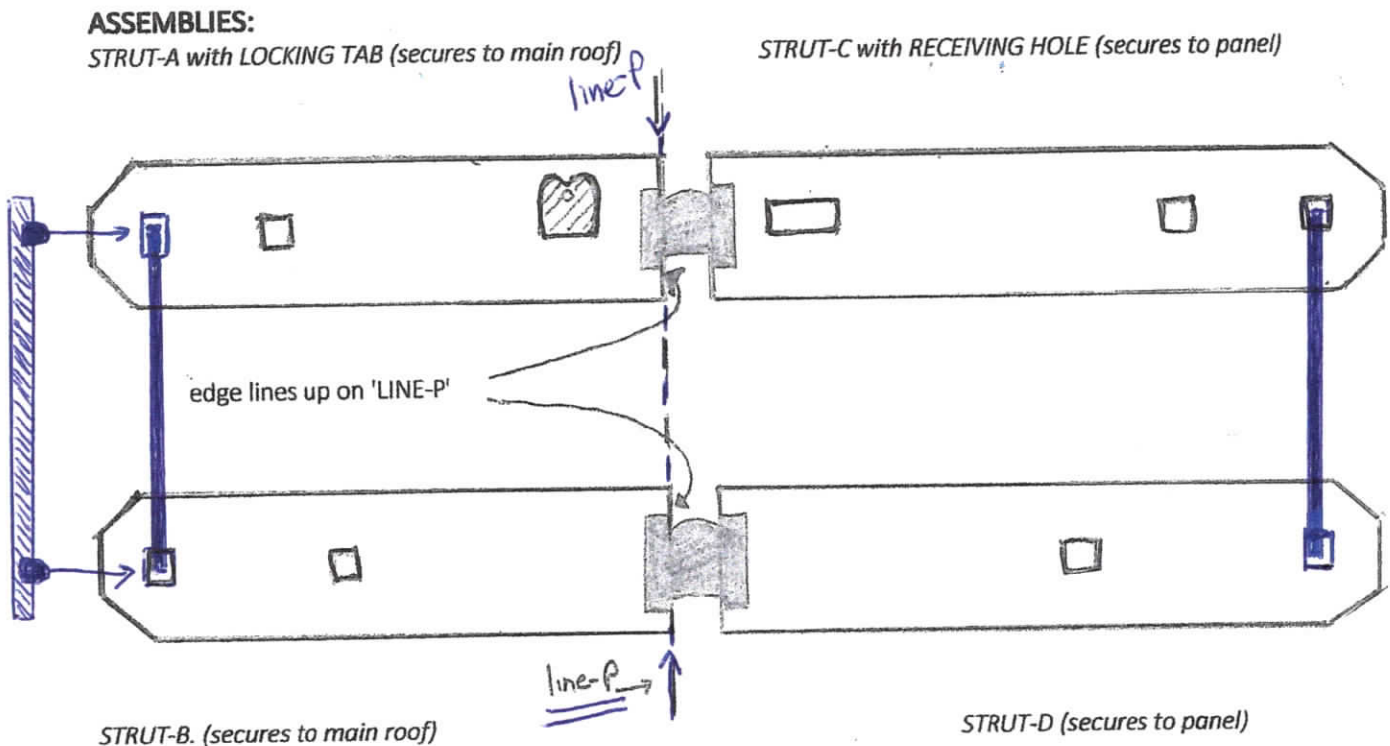 ASSEMBLIES:
STRUT-A with LOCKING TAB (secures to main roof)
STRUT-C with RECEIVING HOLE (secures to panel)
line-P
edge lines up on 'LINE-P'
line-P
STRUT-B. (secures to main roof)
STRUT-D (secures to panel)